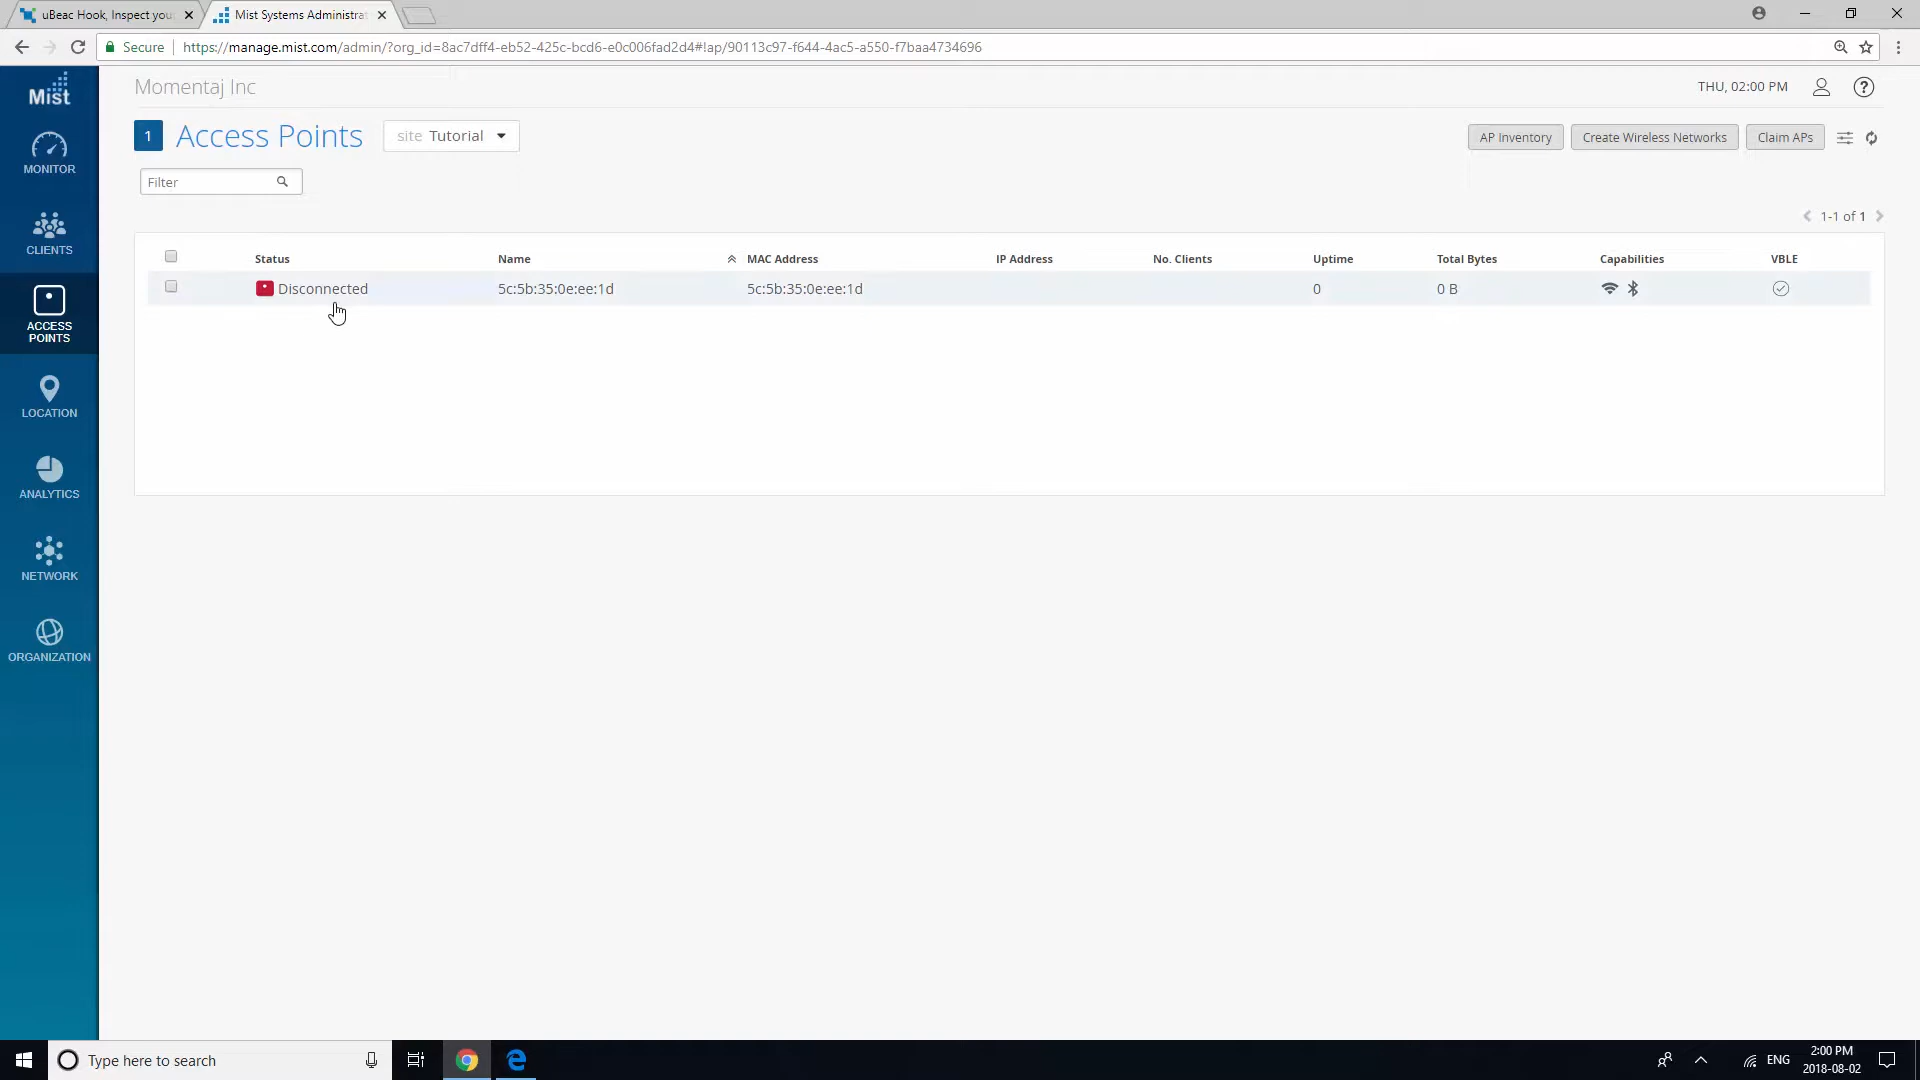 uBeac Hook, Inspect you
Mist Systems Administrat
Secure
https://manage.mist.com/admin/?org_id=8ac7dff4-eb52-425c-bcd6-e0c006fad2d4#!ap/90113c97-f644-4ac5-a550-f7baa4734696
Mist
Momentaj Inc
THU, 02:00 PM
?
1 Access Points
site Tutorial
AP Inventory
Create Wireless Networks
Claim APs
Filter
1-1 of 1
Status Name MAC Address IP Address No. Clients Uptime Total Bytes Capabilities VBLE
Disconnected 5c:5b:35:0e:ee:1d 5c:5b:35:0e:ee:1d 0 0 B
MONITOR
CLIENTS
ACCESS
POINTS
LOCATION
ANALYTICS
NETWORK
ORGANIZATION
Type here to search
ENG
2:00 PM
2018-08-02